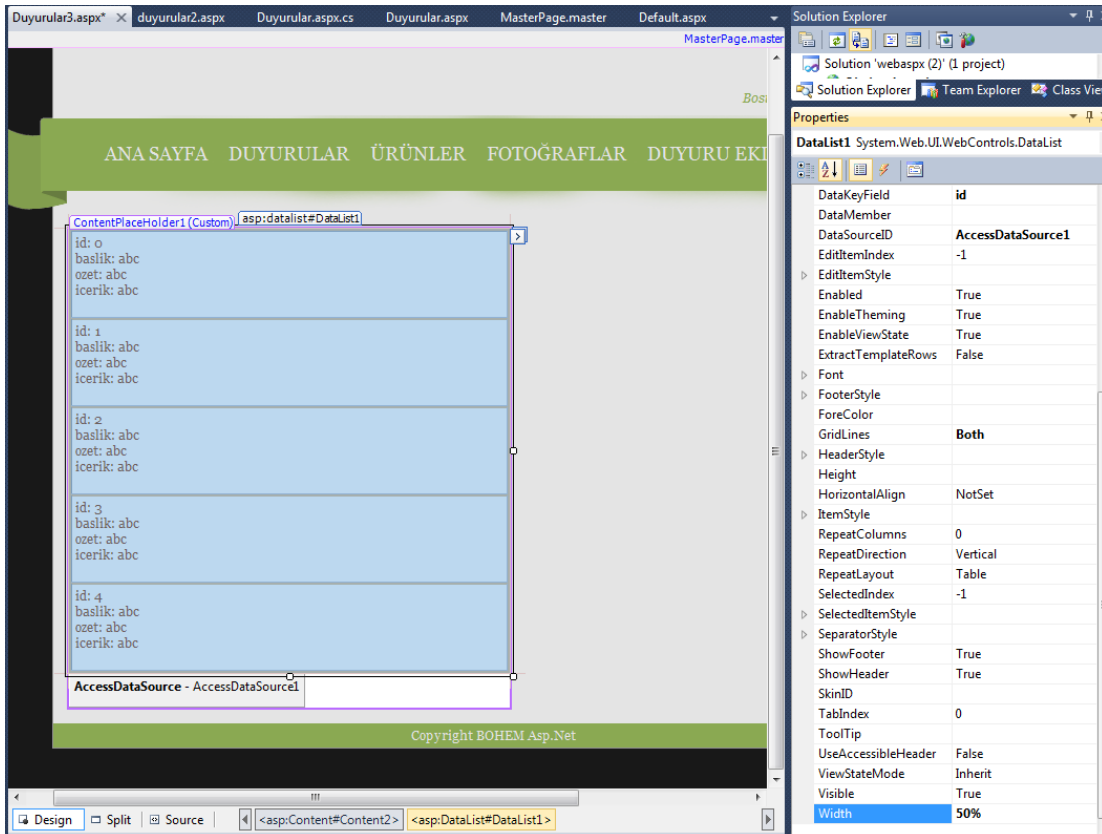 Duyurular3.aspx* duyurular2.aspx Duyurular.aspx.cs Duyurular.aspx MasterPage.master Default.aspx
MasterPage.master
ANA SAYFA DUYURULAR ÜRÜNLER FOTOĞRAFLAR DUYURU EKL
ContentPlaceHolder1 (Custom) asp:datalist#DataList1
id: 0
baslik: abc
ozet: abc
icerik: abc
id: 1
baslik: abc
ozet: abc
icerik: abc
id: 2
baslik: abc
ozet: abc
icerik: abc
id: 3
baslik: abc
ozet: abc
icerik: abc
id: 4
baslik: abc
ozet: abc
icerik: abc
AccessDataSource - AccessDataSource1
Copyright BOHEM Asp.Net
Design Split Source <asp:Content#Content2> <asp:DataList#DataList1>
Solution Explorer
Solution 'webaspx (2)' (1 project)
Solution Explorer Team Explorer Class Vie
Properties
DataList1 System.Web.UI.WebControls.DataList
DataKeyField id
DataMember
DataSourceID AccessDataSource1
EditItemIndex -1
EditItemStyle
Enabled True
EnableTheming True
EnableViewState True
ExtractTemplateRows False
Font
FooterStyle
ForeColor
GridLines Both
HeaderStyle
Height
HorizontalAlign NotSet
ItemStyle
RepeatColumns 0
RepeatDirection Vertical
RepeatLayout Table
SelectedIndex -1
SelectedItemStyle
SeparatorStyle
ShowFooter True
ShowHeader True
SkinID
TabIndex 0
ToolTip
UseAccessibleHeader False
ViewStateMode Inherit
Visible True
Width 50%